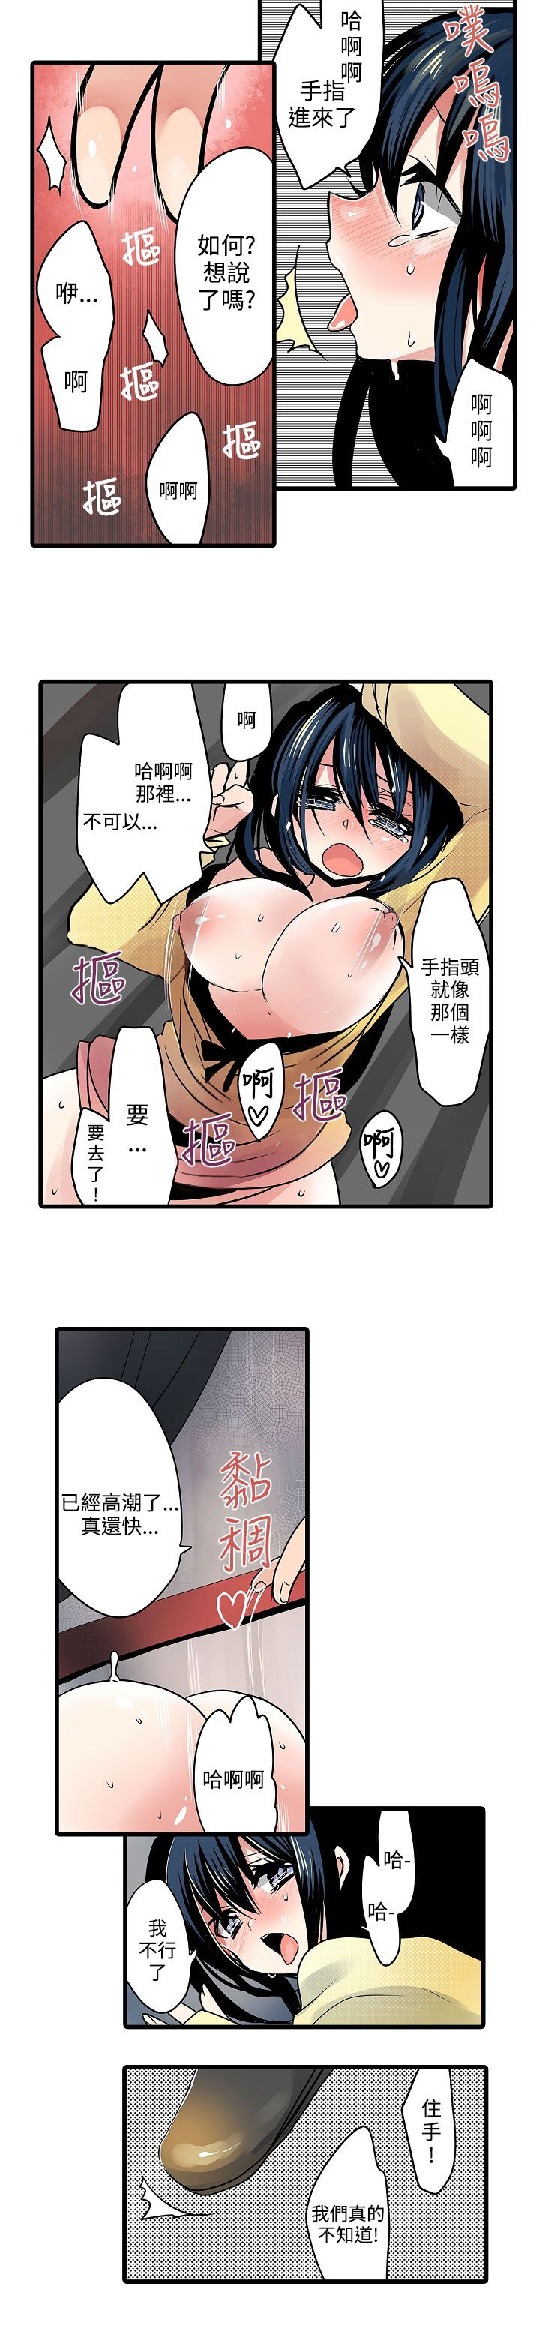 噗
嗚
嗚
哈
啊
啊
手指
進來了
如何?
想說
了嗎?
摳
咿...
啊
摳
啊
啊
啊
摳
摳
啊啊
啊
哈啊啊
那裡...
不可以...
手指頭
就像
那個
一樣
摳
啊
摳
摳
啊
要
...
要去了!
已經高潮了...
真還快...
黏
稠
哈啊啊
哈-
哈-
我
不行
了
住
手
!
我們真的
不知道!